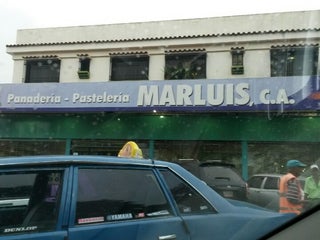 Panadería - Pastelería MARLUIS, C.A.
DUNLOP
YAMAHA